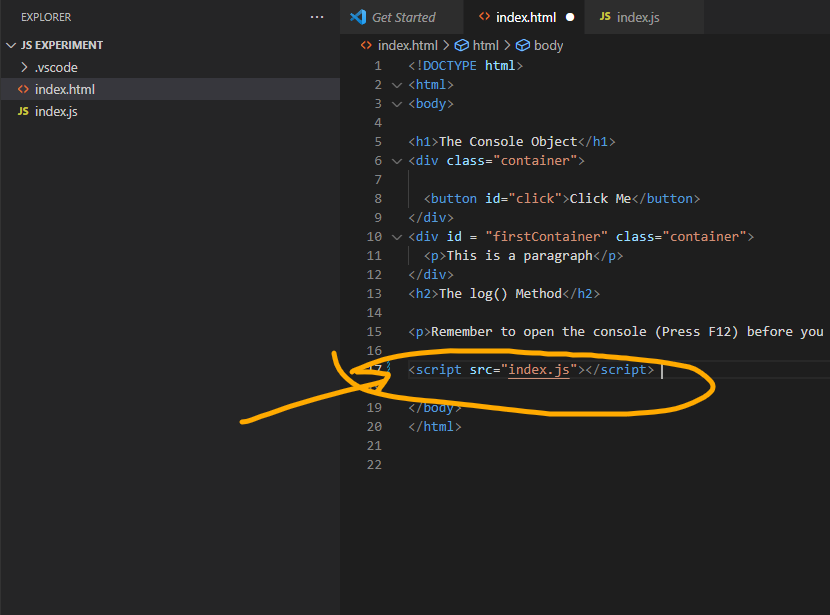 EXPLORER ...
JS EXPERIMENT
.vscode
<> index.html
JS index.js
Get Started <> index.html JS index.js
<> index.html > html > body
1 <!DOCTYPE html>
2 <html>
3 <body>
4
5 <h1>The Console Object</h1>
6 <div class="container">
7
8 <button id="click">Click Me</button>
9 </div>
10 <div id = "firstContainer" class="container">
11 <p>This is a paragraph</p>
12 </div>
13 <h2>The log() Method</h2>
14
15 <p>Remember to open the console (Press F12) before you
16
17 <script src="index.js"></script>
19 </body>
20 </html>
21
22